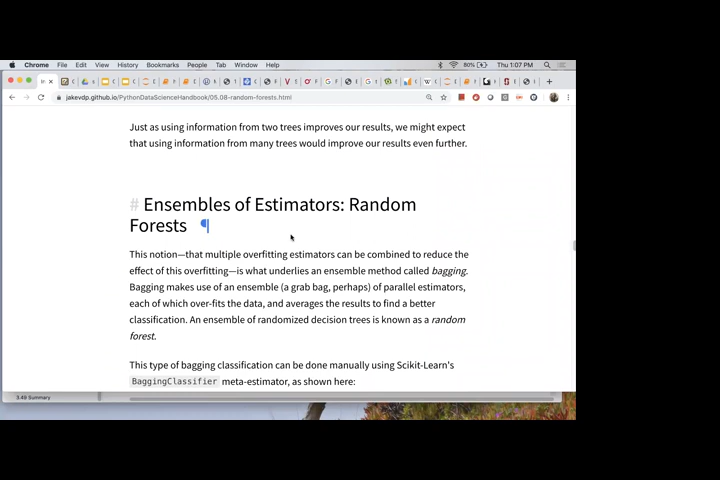 Chrome File Edit View History Bookmarks People Tab Window Help 80% Thu 1:07 PM
jakevdp.github.io/PythonDataScienceHandbook/05.08-random-forests.html
Just as using information from two trees improves our results, we might expect
that using information from many trees would improve our results even further.
# Ensembles of Estimators: Random
Forests ¶
This notion—that multiple overfitting estimators can be combined to reduce the
effect of this overfitting—is what underlies an ensemble method called bagging.
Bagging makes use of an ensemble (a grab bag, perhaps) of parallel estimators,
each of which over-fits the data, and averages the results to find a better
classification. An ensemble of randomized decision trees is known as a random
forest.
This type of bagging classification can be done manually using Scikit-Learn's
BaggingClassifier meta-estimator, as shown here:
3.49 Summary